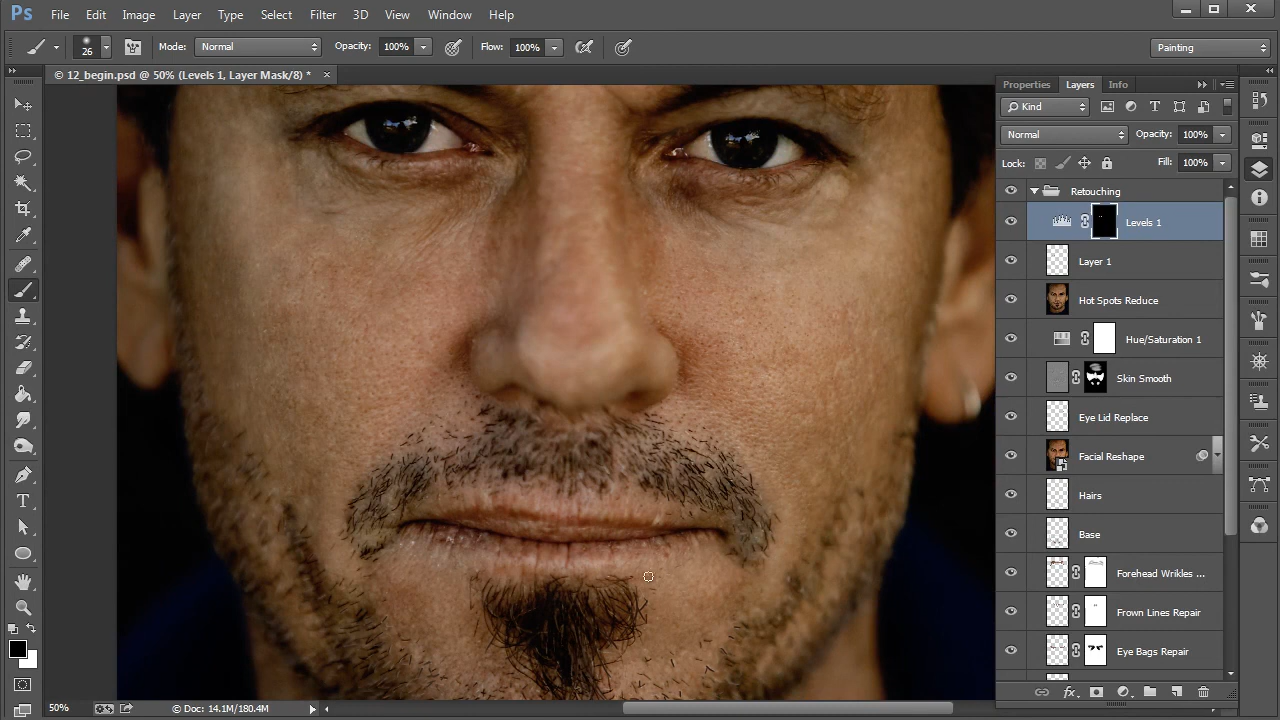 Ps File Edit Image Layer Type Select Filter 3D View Window Help
26 Mode: Normal Opacity: 100% Flow: 100% Painting
© 12_begin.psd @ 50% (Levels 1, Layer Mask/8) * ×
Properties Layers Info
Kind
Normal Opacity: 100%
Lock: Fill: 100%
Retouching
Levels 1
Layer 1
Hot Spots Reduce
Hue/Saturation 1
Skin Smooth
Eye Lid Replace
Facial Reshape
Hairs
Base
Forehead Wrikles ...
Frown Lines Repair
Eye Bags Repair
50% © Doc: 14.1M/180.4M